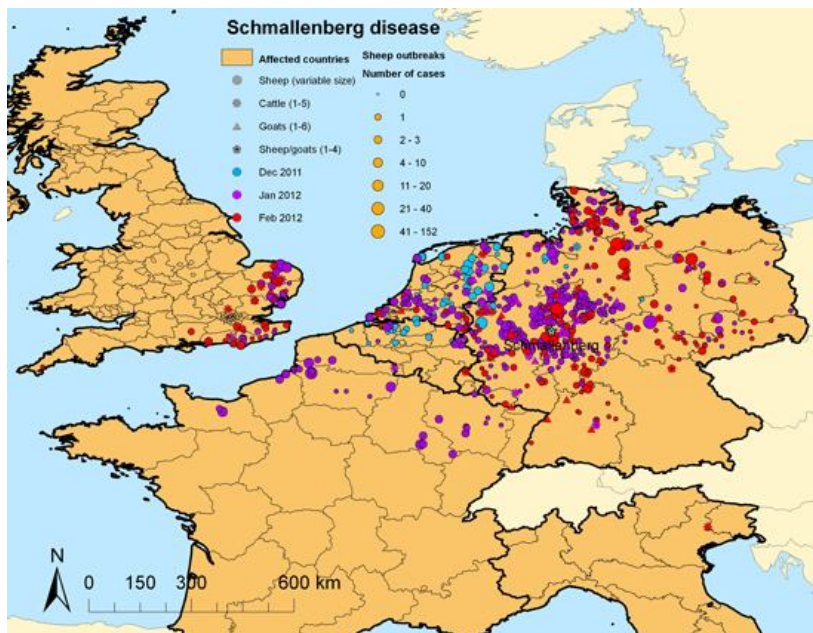 Schmallenberg disease
Affected countries
Sheep (variable size)
Cattle (1-5)
Goats (1-6)
Sheep/goats (1-4)
Dec 2011
Jan 2012
Feb 2012
Sheep outbreaks
Number of cases
0
1
2 - 3
4 - 10
11 - 20
21 - 40
41 - 152
Schmallenberg
N
0 150 300 600 km